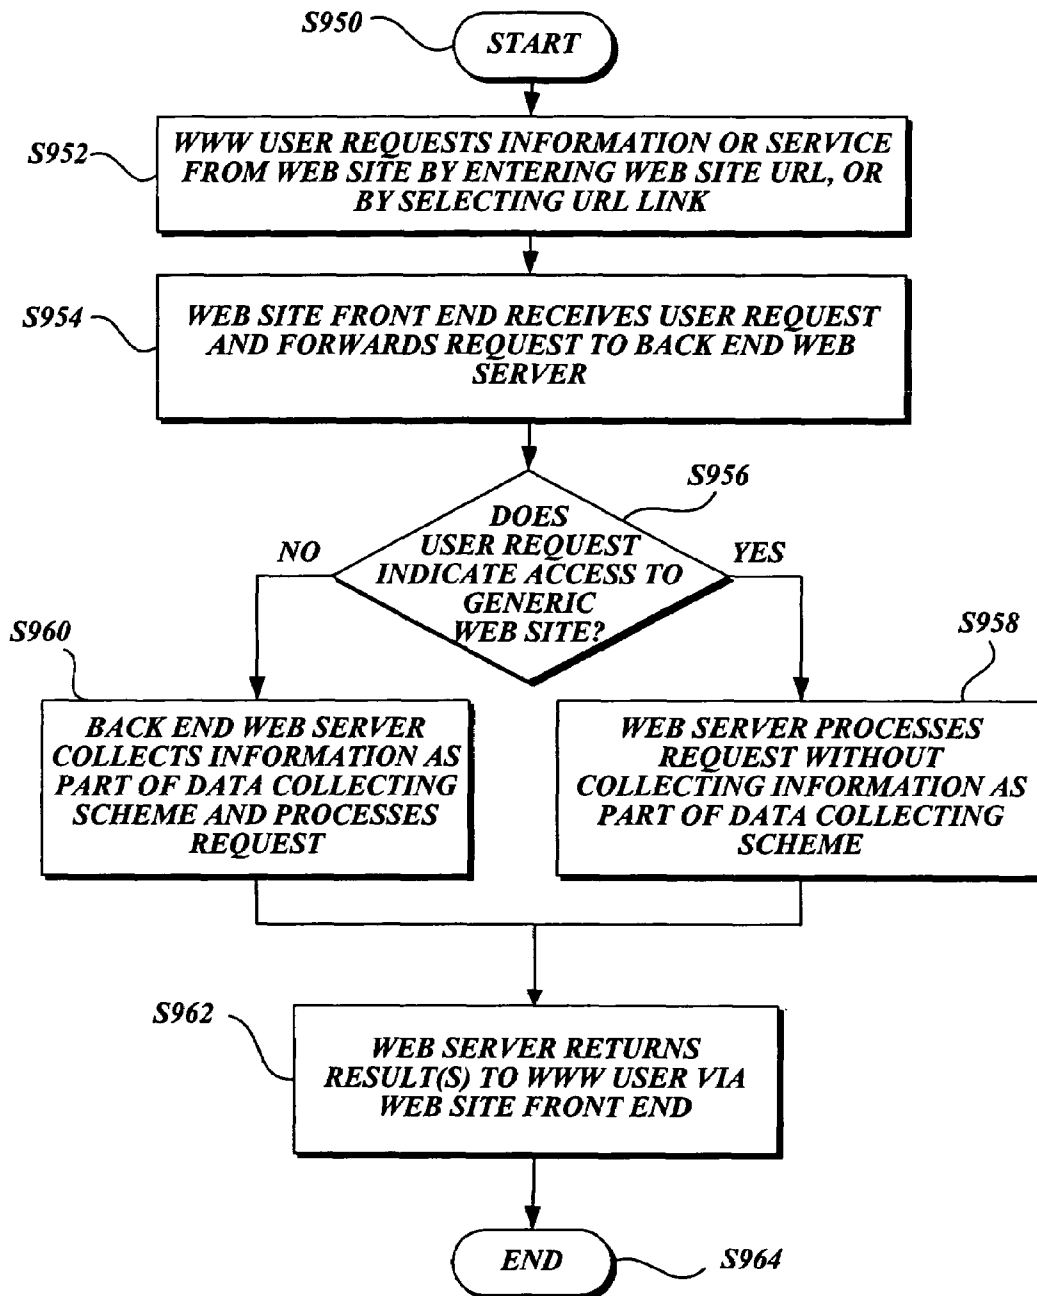 S950
START
S952
WWW USER REQUESTS INFORMATION OR SERVICE
FROM WEB SITE BY ENTERING WEB SITE URL, OR
BY SELECTING URL LINK
S954
WEB SITE FRONT END RECEIVES USER REQUEST
AND FORWARDS REQUEST TO BACK END WEB
SERVER
S956
DOES
USER REQUEST
INDICATE ACCESS TO
GENERIC
WEB SITE?
NO
YES
S960
BACK END WEB SERVER
COLLECTS INFORMATION AS
PART OF DATA COLLECTING
SCHEME AND PROCESSES
REQUEST
S958
WEB SERVER PROCESSES
REQUEST WITHOUT
COLLECTING INFORMATION AS
PART OF DATA COLLECTING
SCHEME
S962
WEB SERVER RETURNS
RESULT(S) TO WWW USER VIA
WEB SITE FRONT END
END
S964